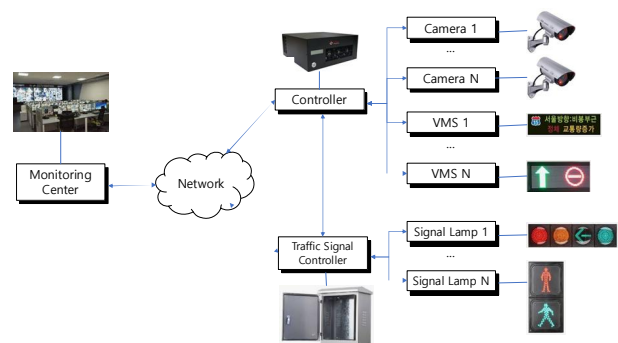 Camera 1
...
Camera N
Controller
VMS 1
서울방향:비봉부근
정체 교통량증가
...
VMS N
Monitoring
Center
Network
Signal Lamp 1
Traffic Signal
Controller
...
Signal Lamp N